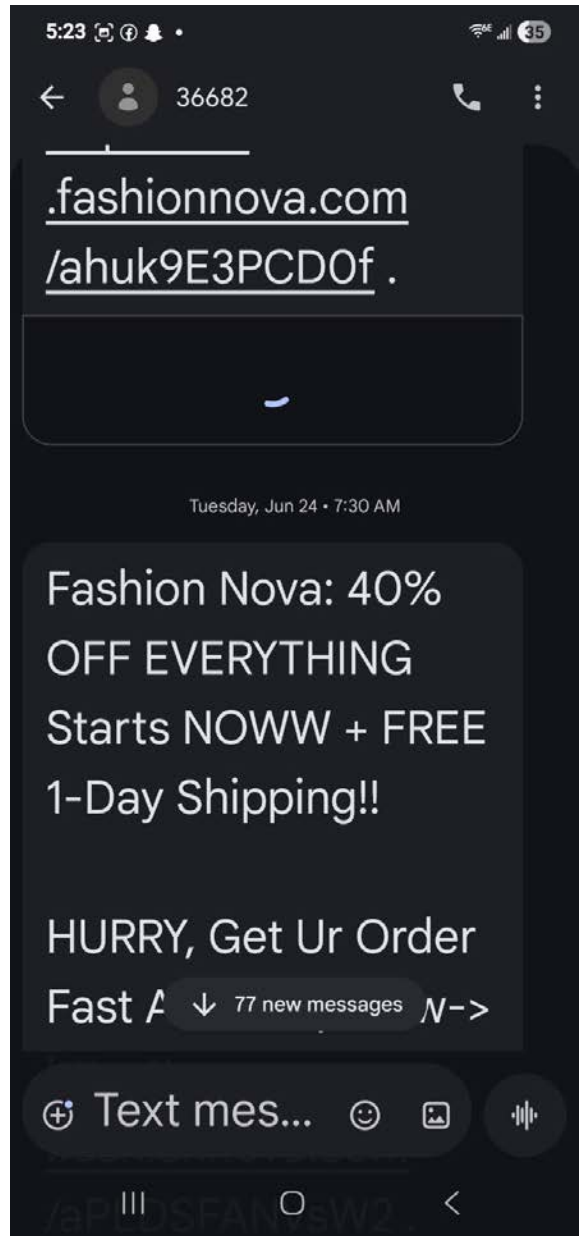 5:23
6E
35
36682
.fashionnova.com
/ahuk9E3PCD0f .
Tuesday, Jun 24 • 7:30 AM
Fashion Nova: 40%
OFF EVERYTHING
Starts NOWW + FREE
1-Day Shipping!!
HURRY, Get Ur Order
Fast
77 new messages
->
Text mes...